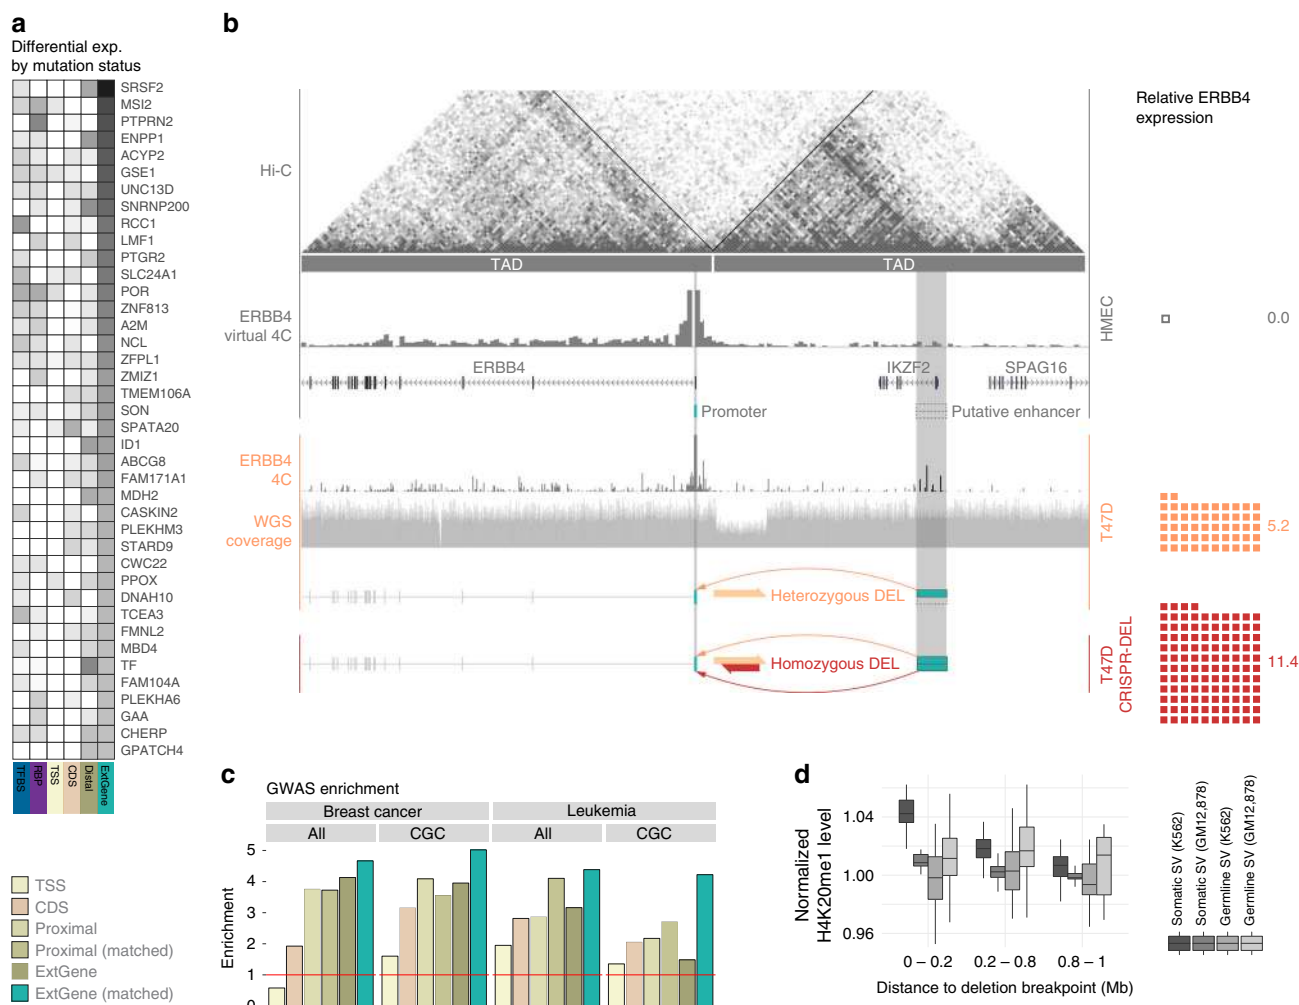 a
Differential exp.
by mutation status
SRSF2
MSI2
PTPRN2
ENPP1
ACYP2
GSE1
UNC13D
SNRNP200
RCC1
LMF1
PTGR2
SLC24A1
POR
ZNF813
A2M
NCL
ZFPL1
ZMIZ1
TMEM106A
SON
SPATA20
ID1
ABCG8
FAM171A1
MDH2
CASKIN2
PLEKHM3
STARD9
CWC22
PPOX
DNAH10
TCEA3
FMNL2
MBD4
TF
FAM104A
PLEKHA6
GAA
CHERP
GPATCH4
TFBS
RBP
TSS
CDS
Distal
ExtGene
b
Hi-C
TAD
TAD
ERBB4
virtual 4C
HMEC
ERBB4
IKZF2
SPAG16
Promoter
Putative enhancer
ERBB4
4C
WGS
coverage
T47D
Heterozygous DEL
Homozygous DEL
T47D
CRISPR-DEL
Relative ERBB4
expression
0.0
5.2
11.4
c
GWAS enrichment
Breast cancer
Leukemia
All
CGC
All
CGC
Enrichment
5
4
3
2
1
0
TSS
CDS
Proximal
Proximal (matched)
ExtGene
ExtGene (matched)
d
Normalized
H4K20me1 level
1.04
1.00
0.96
0 – 0.2
0.2 – 0.8
0.8 – 1
Distance to deletion breakpoint (Mb)
Somatic SV (K562)
Somatic SV (GM12,878)
Germline SV (K562)
Germline SV (GM12,878)